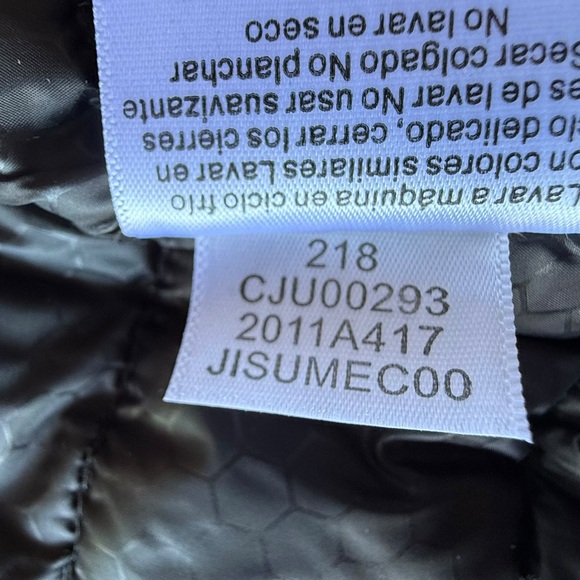 Lavar a máquina en ciclo frío
on colores similares Lavar en
lo delicado, cerrar los cierres
es de lavar No usar suavizante
Secar colgado No planchar
No lavar en seco
218
CJU00293
2011A417
JISUMEC00